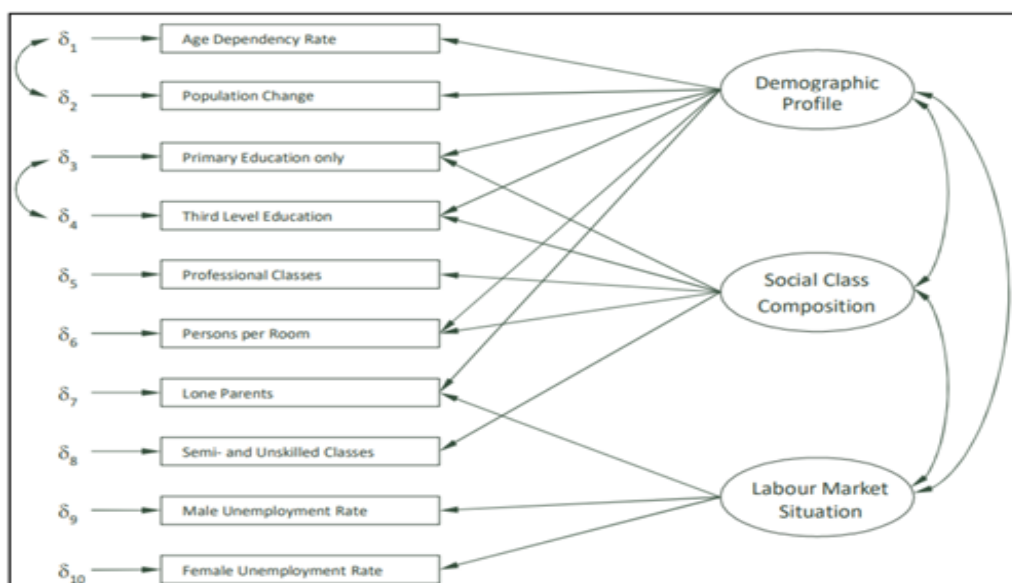 δ1 Age Dependency Rate
δ2 Population Change
δ3 Primary Education only
δ4 Third Level Education
δ5 Professional Classes
δ6 Persons per Room
δ7 Lone Parents
δ8 Semi- and Unskilled Classes
δ9 Male Unemployment Rate
δ10 Female Unemployment Rate
Demographic
Profile
Social Class
Composition
Labour Market
Situation